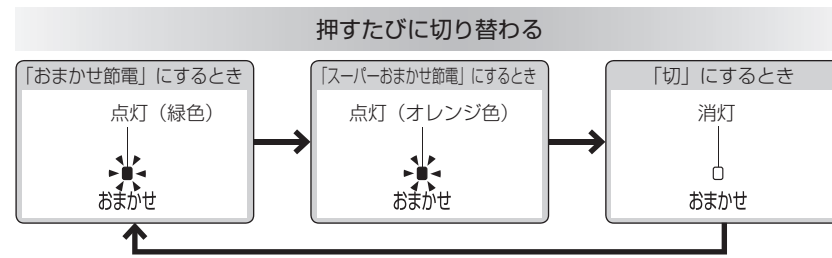 押すたびに切り替わる
「おまかせ節電」にするとき
点灯（緑色）
おまかせ
「スーパーおまかせ節電」にするとき
点灯（オレンジ色）
おまかせ
「切」にするとき
消灯
おまかせ